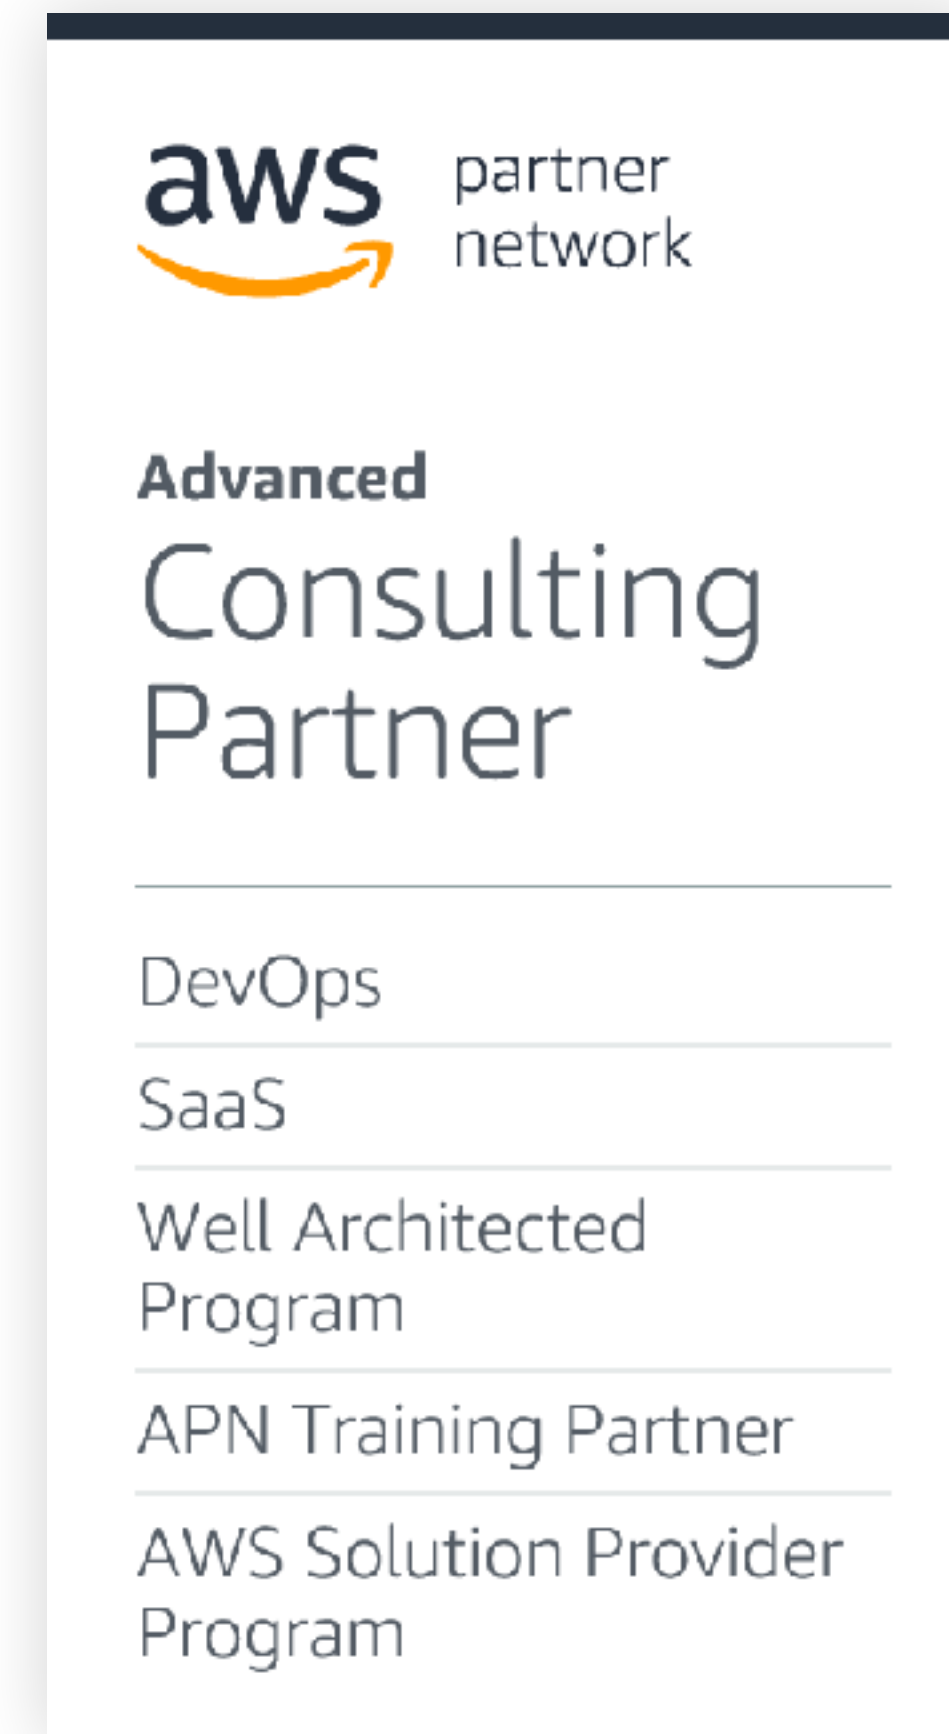 aws
partner
network
Advanced
Consulting
Partner
DevOps
SaaS
Well Architected
Program
APN Training Partner
AWS Solution Provider
Program